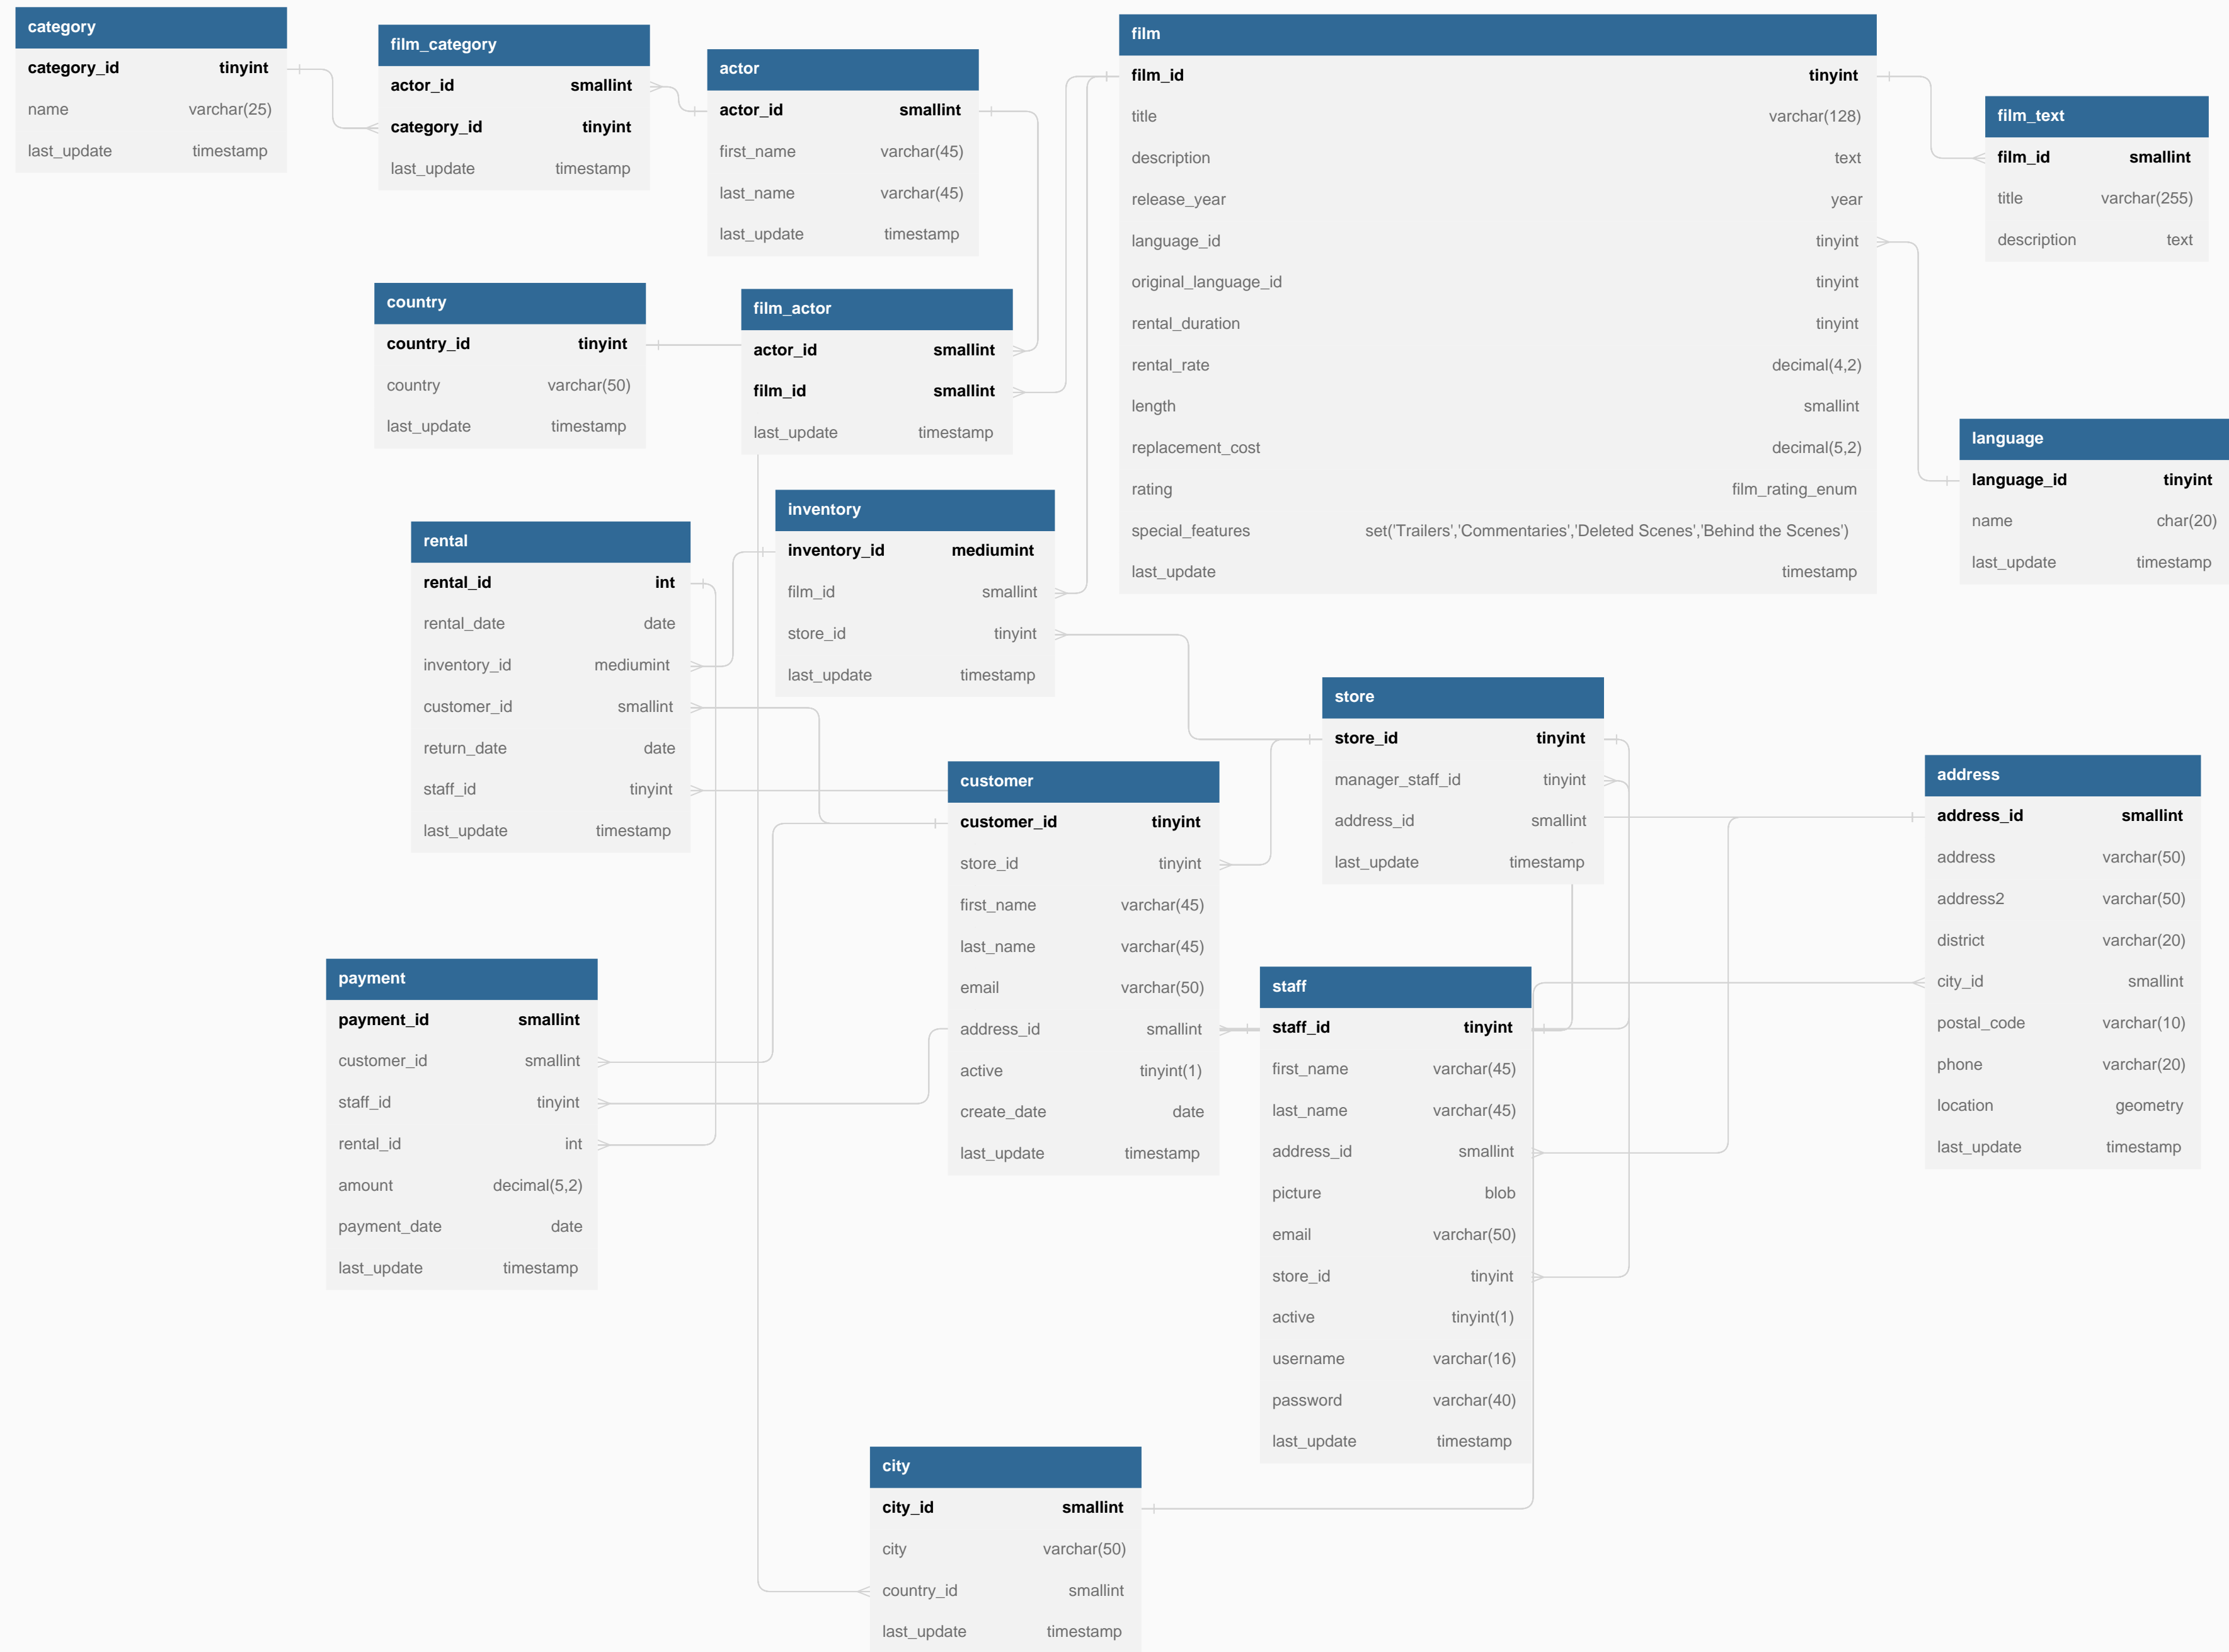 category
category_id tinyint
name varchar(25)
last_update timestamp
film_category
actor_id smallint
category_id tinyint
last_update timestamp
actor
actor_id smallint
first_name varchar(45)
last_name varchar(45)
last_update timestamp
film
film_id tinyint
title varchar(128)
description text
release_year year
language_id tinyint
original_language_id tinyint
rental_duration tinyint
rental_rate decimal(4,2)
length smallint
replacement_cost decimal(5,2)
rating film_rating_enum
special_features set('Trailers','Commentaries','Deleted Scenes','Behind the Scenes')
last_update timestamp
film_text
film_id smallint
title varchar(255)
description text
country
country_id tinyint
country varchar(50)
last_update timestamp
film_actor
actor_id smallint
film_id smallint
last_update timestamp
language
language_id tinyint
name char(20)
last_update timestamp
rental
rental_id int
rental_date date
inventory_id mediumint
customer_id smallint
return_date date
staff_id tinyint
last_update timestamp
inventory
inventory_id mediumint
film_id smallint
store_id tinyint
last_update timestamp
store
store_id tinyint
manager_staff_id tinyint
address_id smallint
last_update timestamp
customer
customer_id tinyint
store_id tinyint
first_name varchar(45)
last_name varchar(45)
email varchar(50)
address_id smallint
active tinyint(1)
create_date date
last_update timestamp
address
address_id smallint
address varchar(50)
address2 varchar(50)
district varchar(20)
city_id smallint
postal_code varchar(10)
phone varchar(20)
location geometry
last_update timestamp
payment
payment_id smallint
customer_id smallint
staff_id tinyint
rental_id int
amount decimal(5,2)
payment_date date
last_update timestamp
staff
staff_id tinyint
first_name varchar(45)
last_name varchar(45)
address_id smallint
picture blob
email varchar(50)
store_id tinyint
active tinyint(1)
username varchar(16)
password varchar(40)
last_update timestamp
city
city_id smallint
city varchar(50)
country_id smallint
last_update timestamp